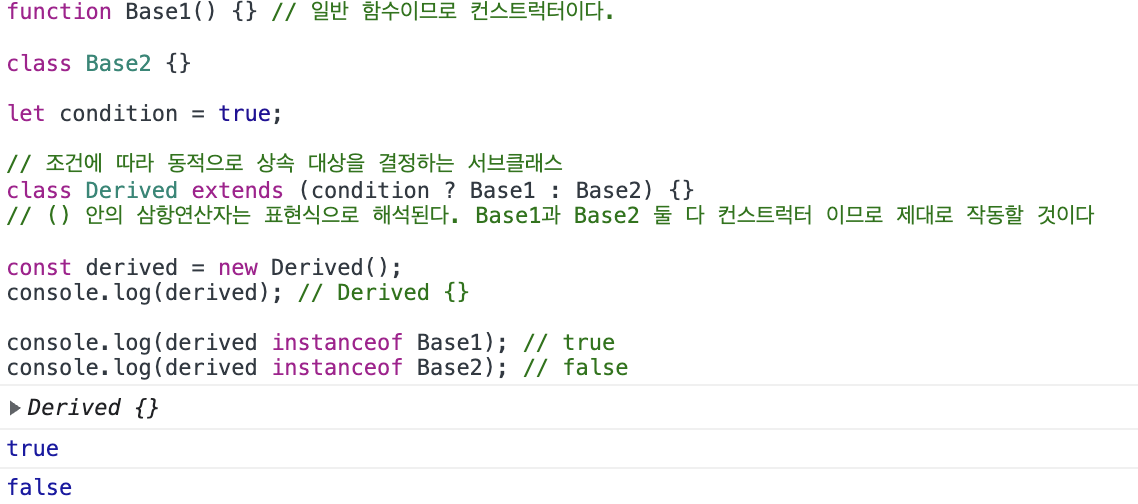 function Base1() {} // 일반 함수이므로 컨스트럭터이다.
class Base2 {}
let condition = true;
// 조건에 따라 동적으로 상속 대상을 결정하는 서브클래스
class Derived extends (condition ? Base1 : Base2) {}
// () 안의 삼항연산자는 표현식으로 해석된다. Base1과 Base2 둘 다 컨스트럭터 이므로 제대로 작동할 것이다
const derived = new Derived();
console.log(derived); // Derived {}
console.log(derived instanceof Base1); // true
console.log(derived instanceof Base2); // false
Derived {}
true
false